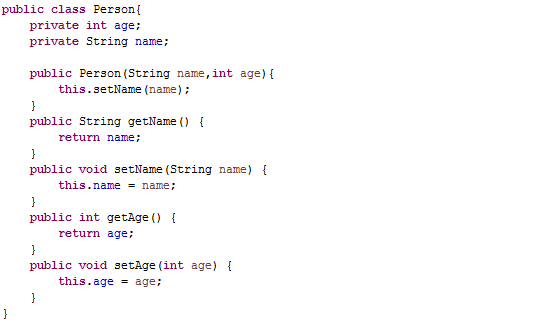 public class Person{
    private int age;
    private String name;

    public Person(String name,int age){
        this.setName(name);
    }
    public String getName() {
        return name;
    }
    public void setName(String name) {
        this.name = name;
    }
    public int getAge() {
        return age;
    }
    public void setAge(int age) {
        this.age = age;
    }
}